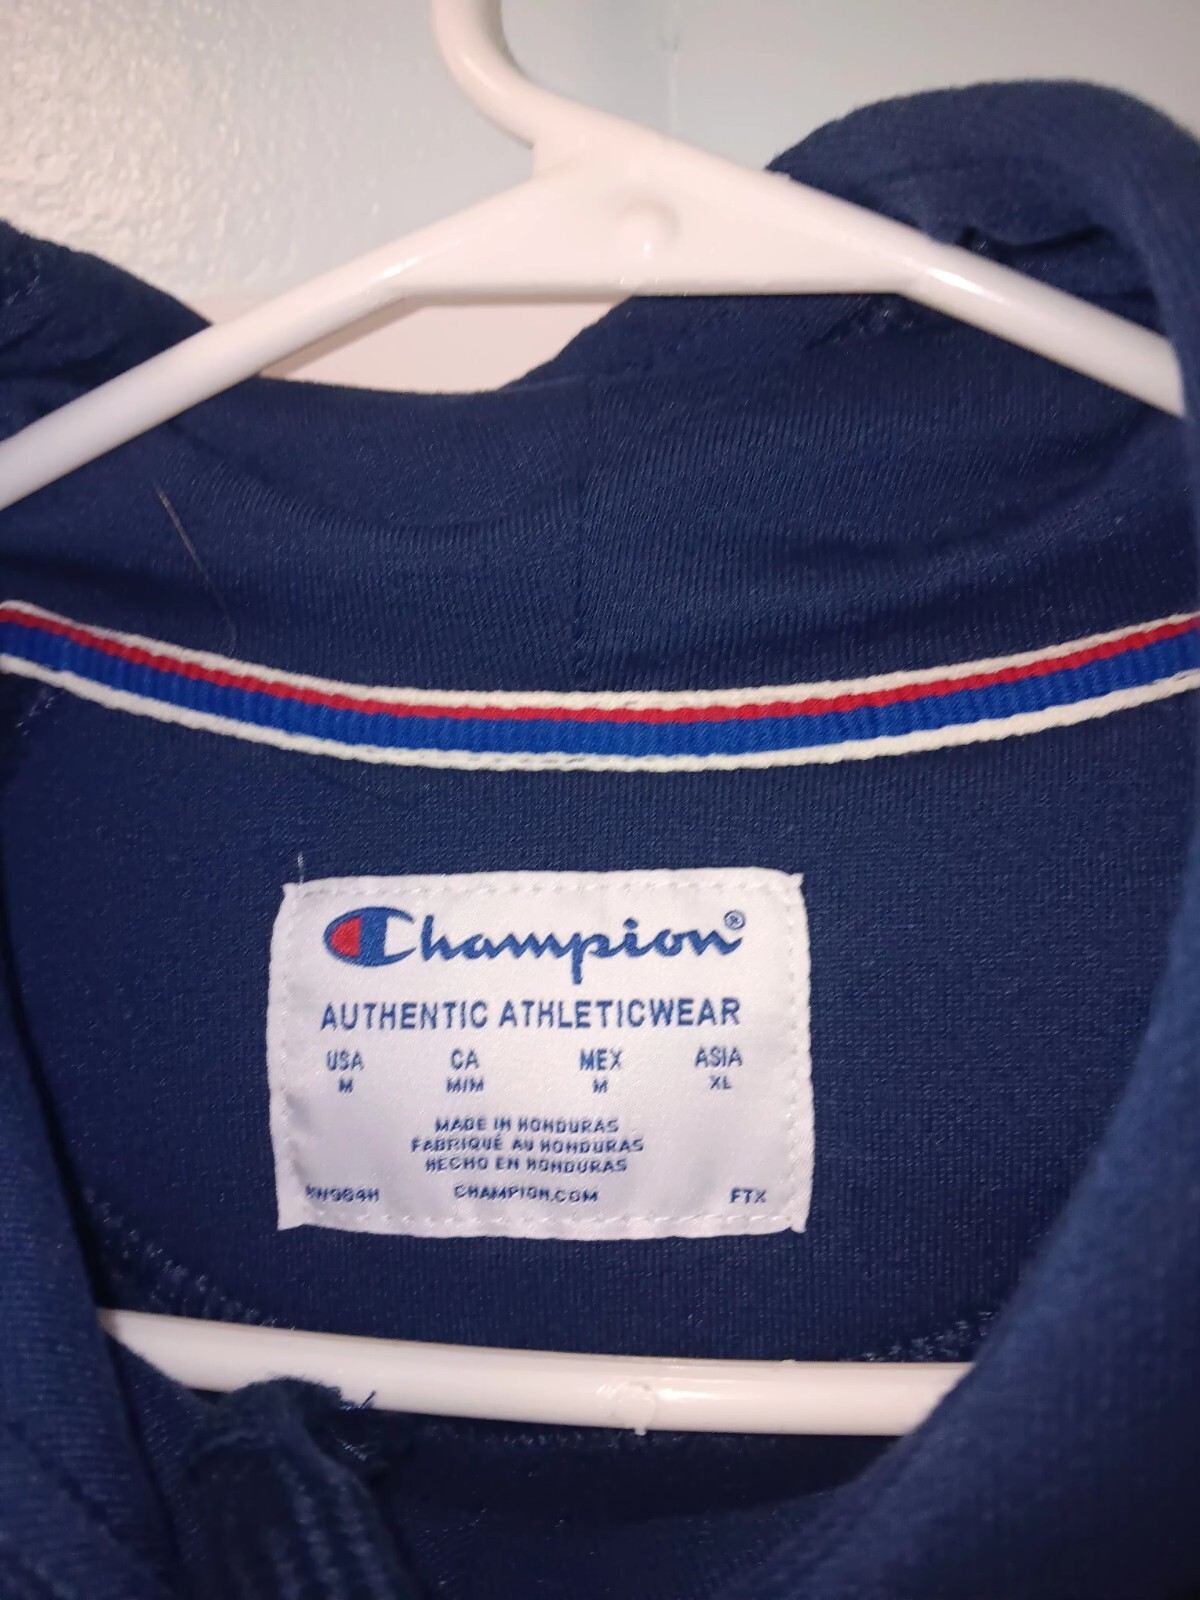 Champion®
AUTHENTIC ATHLETICWEAR
USA CA MEX ASIA
M M/M M XL
MADE IN HONDURAS
FABRIQUÉ AU HONDURAS
HECHO EN HONDURAS
CHAMPION.COM FTX